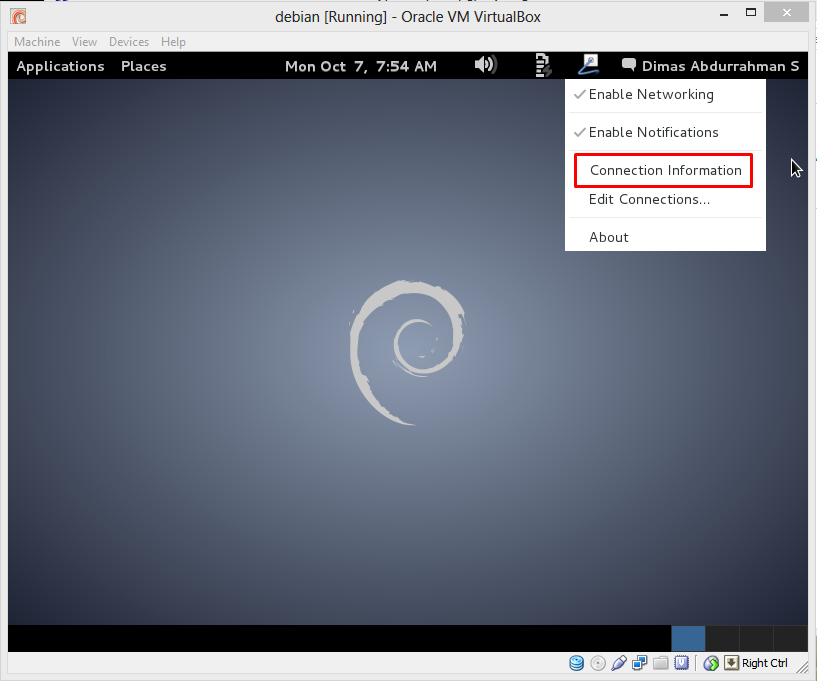 debian [Running] - Oracle VM VirtualBox
Machine View Devices Help
Applications Places Mon Oct 7, 7:54 AM Dimas Abdurrahman S
Enable Networking
Enable Notifications
Connection Information
Edit Connections...
About
Right Ctrl